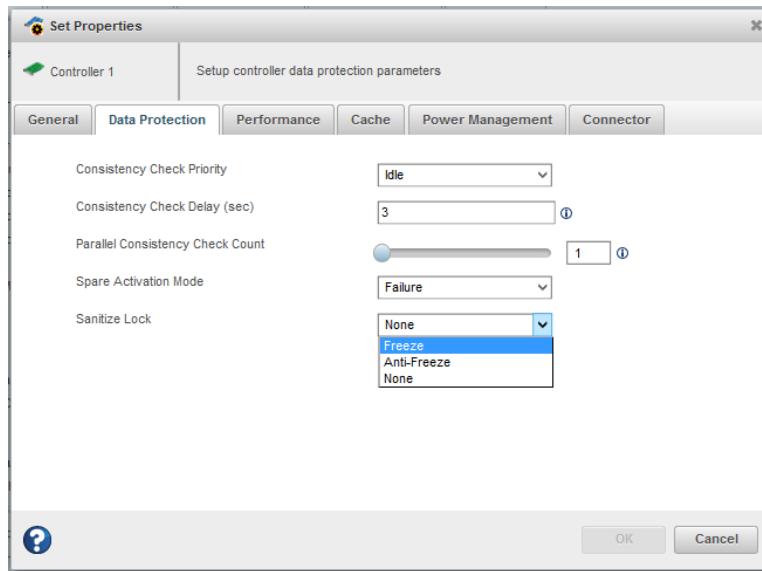 Set Properties
Controller 1
Setup controller data protection parameters
General Data Protection Performance Cache Power Management Connector
Consistency Check Priority Idle
Consistency Check Delay (sec) 3
Parallel Consistency Check Count 1
Spare Activation Mode Failure
Sanitize Lock None
Freeze
Anti-Freeze
None
OK Cancel